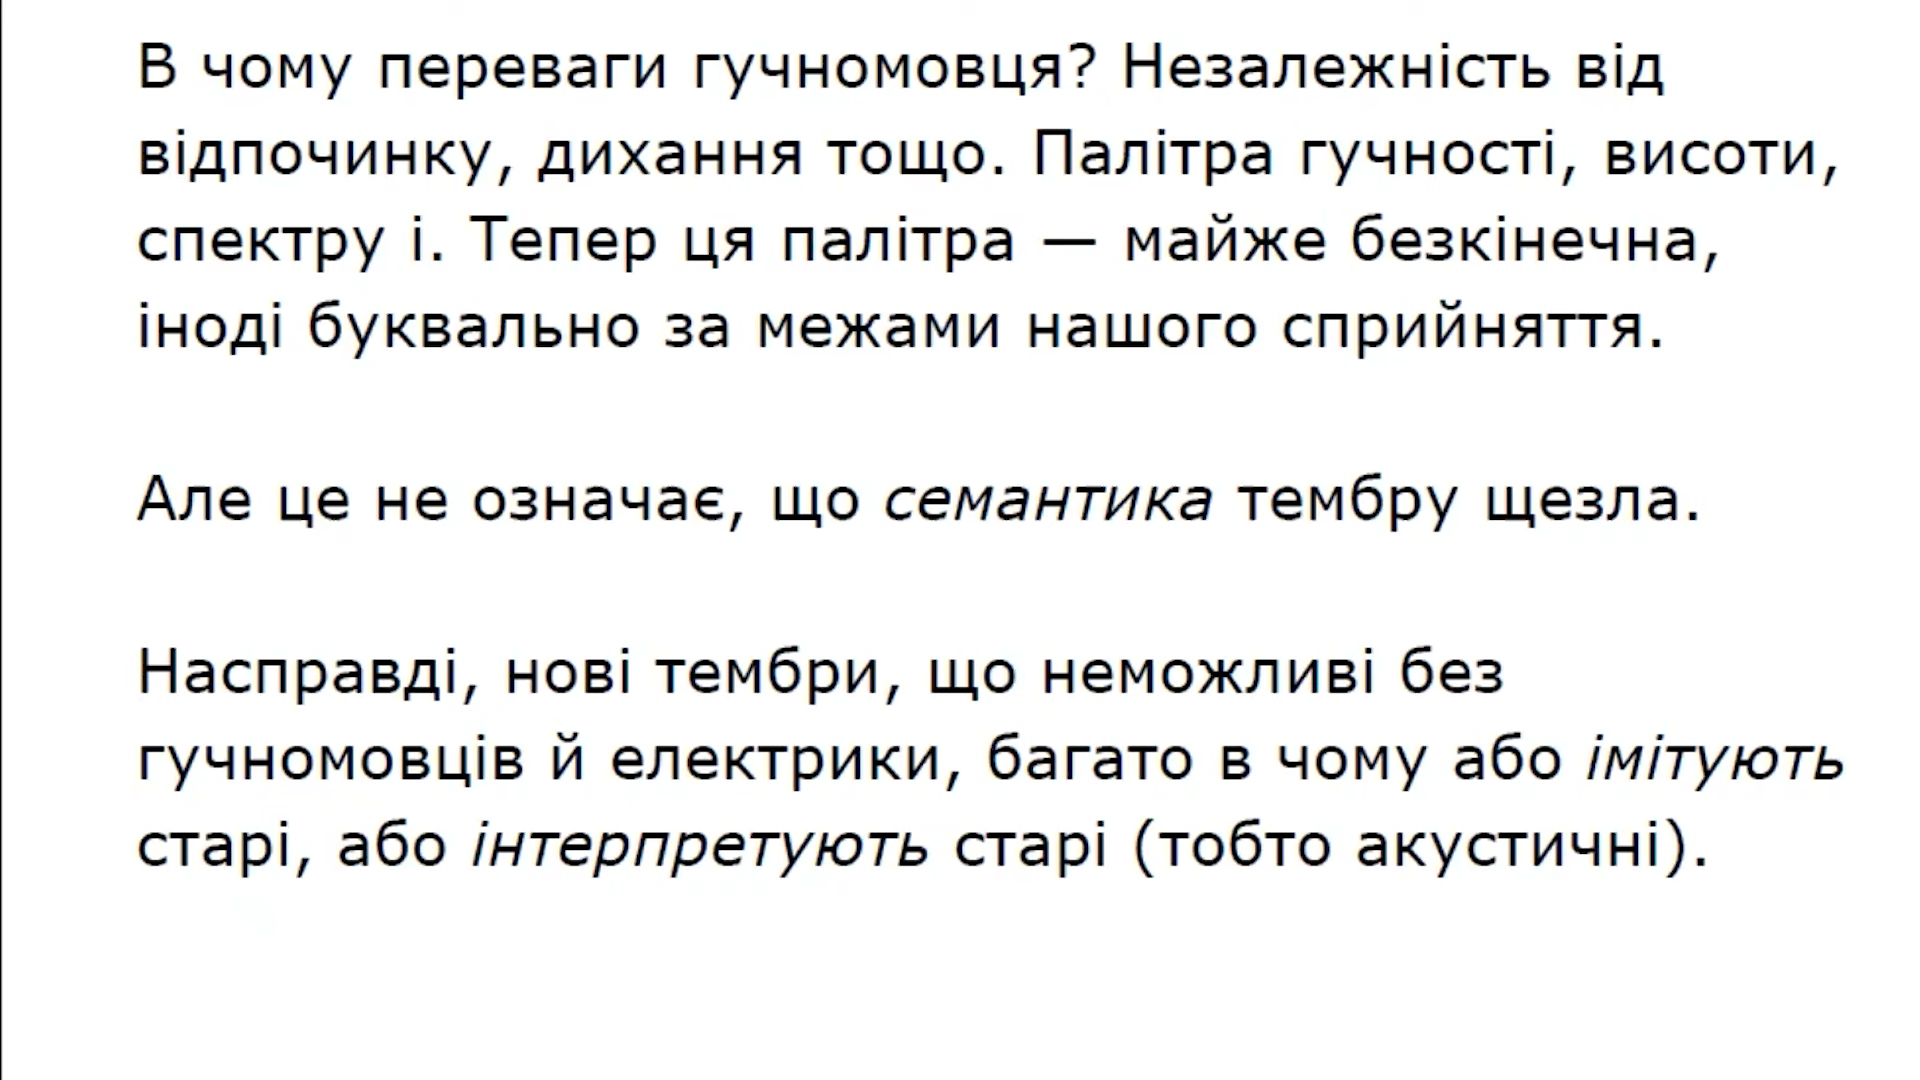 В чому переваги гучномовця? Незалежність від
відпочинку, дихання тощо. Палітра гучності, висоти,
спектру і. Тепер ця палітра — майже безкінечна,
іноді буквально за межами нашого сприйняття.
Але це не означає, що семантика тембру щезла.
Насправді, нові тембри, що неможливі без
гучномовців й електрики, багато в чому або імітують
старі, або інтерпретують старі (тобто акустичні).